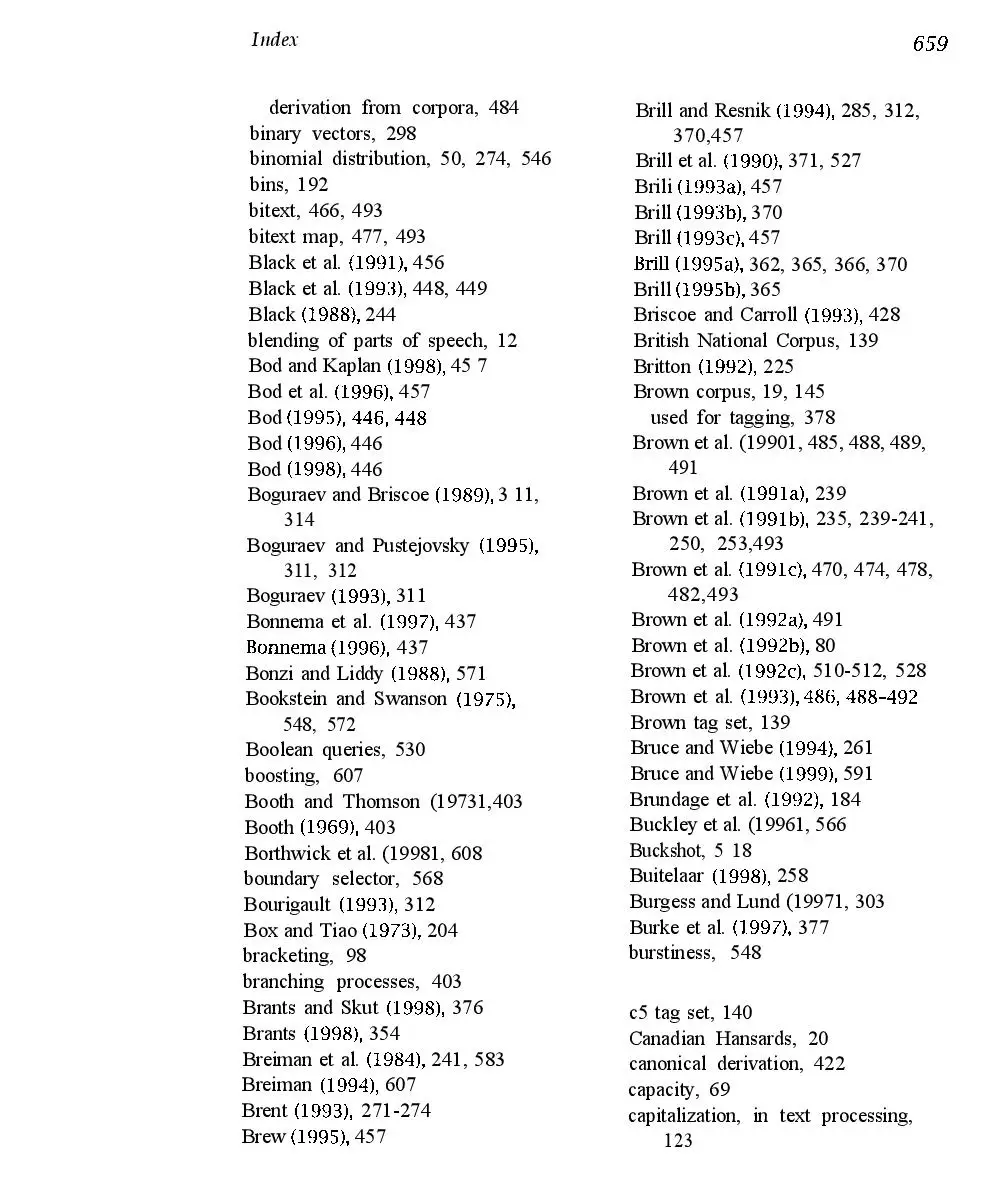 Index
659
derivation from corpora, 484
binary vectors, 298
binomial distribution, 50, 274, 546
bins, 192
bitext, 466, 493
bitext map, 477, 493
Black et al. (1991), 456
Black et al. (1993), 448, 449
Black (1988), 244
blending of parts of speech, 12
Bod and Kaplan (1998), 45 7
Bod et al. (1996), 457
Bod (1995), 446, 448
Bod (1996), 446
Bod (1998), 446
Boguraev and Briscoe (1989), 3 11,
314
Boguraev and Pustejovsky (1995),
311, 312
Boguraev (1993), 311
Bonnema et al. (1997), 437
Bonnema (1996), 437
Bonzi and Liddy (1988), 571
Bookstein and Swanson (1975),
548, 572
Boolean queries, 530
boosting, 607
Booth and Thomson (19731,403
Booth (1969), 403
Borthwick et al. (19981, 608
boundary selector, 568
Bourigault (1993), 312
Box and Tiao (1973), 204
bracketing, 98
branching processes, 403
Brants and Skut (1998), 376
Brants (1998), 354
Breiman et al. (1984), 241, 583
Breiman (1994), 607
Brent (1993), 271-274
Brew (1995), 457
Brill and Resnik (1994), 285, 312,
370,457
Brill et al. (1990), 371, 527
Brili (1993a), 457
Brill (1993b), 370
Brill (1993c), 457
Brill (1995a), 362, 365, 366, 370
Brill (1995b), 365
Briscoe and Carroll (1993), 428
British National Corpus, 139
Britton (1992), 225
Brown corpus, 19, 145
used for tagging, 378
Brown et al. (19901, 485, 488, 489,
491
Brown et al. (1991a), 239
Brown et al. (1991b), 235, 239-241,
250, 253,493
Brown et al. (1991c), 470, 474, 478,
482,493
Brown et al. (1992a), 491
Brown et al. (1992b), 80
Brown et al. (1992c), 510-512, 528
Brown et al. (1993), 486, 488–492
Brown tag set, 139
Bruce and Wiebe (1994), 261
Bruce and Wiebe (1999), 591
Brundage et al. (1992), 184
Buckley et al. (19961, 566
Buckshot, 5 18
Buitelaar (1998), 258
Burgess and Lund (19971, 303
Burke et al. (1997), 377
burstiness, 548
c5 tag set, 140
Canadian Hansards, 20
canonical derivation, 422
capacity, 69
capitalization, in text processing,
123